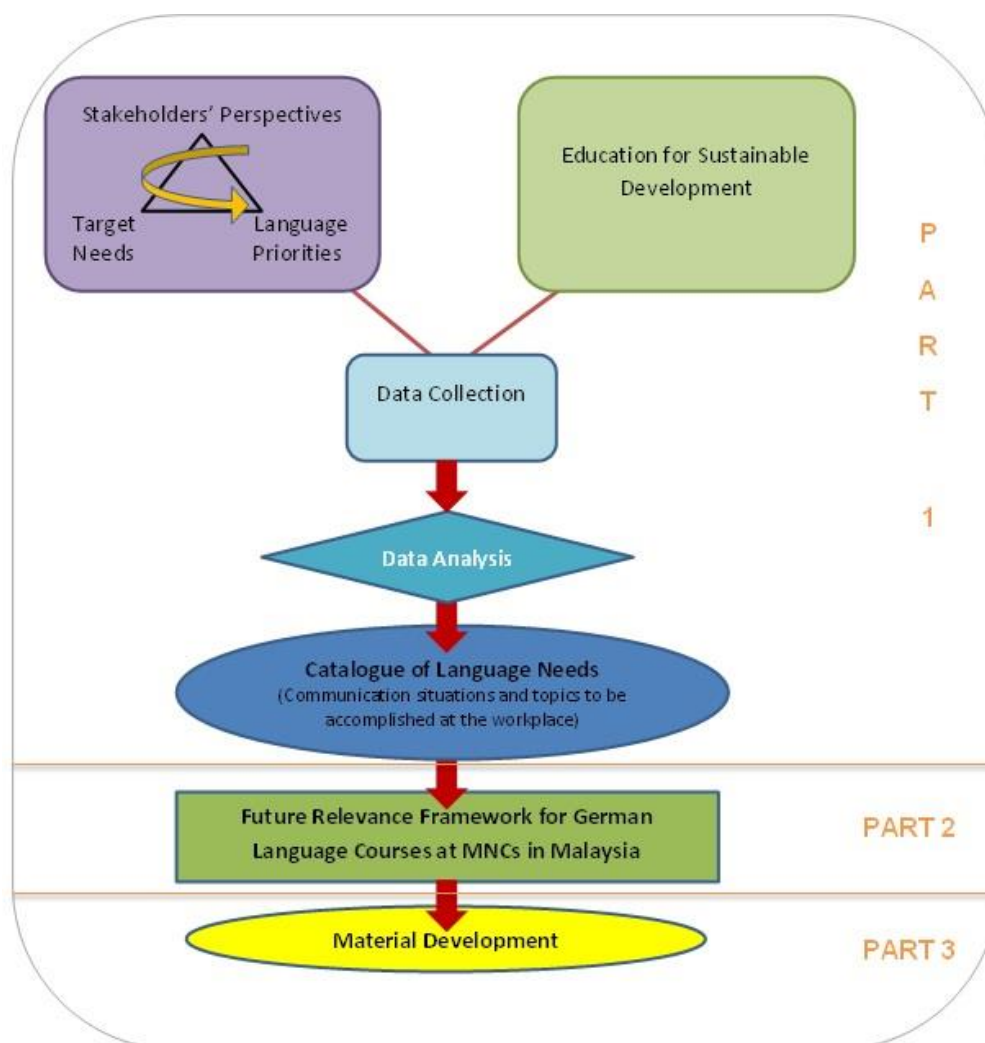 Stakeholders' Perspectives
Target
Needs
Language
Priorities
Education for Sustainable
Development
P
A
R
T
1
Data Collection
Data Analysis
Catalogue of Language Needs
(Communication situations and topics to be
accomplished at the workplace)
Future Relevance Framework for German
Language Courses at MNCs in Malaysia
PART 2
Material Development
PART 3